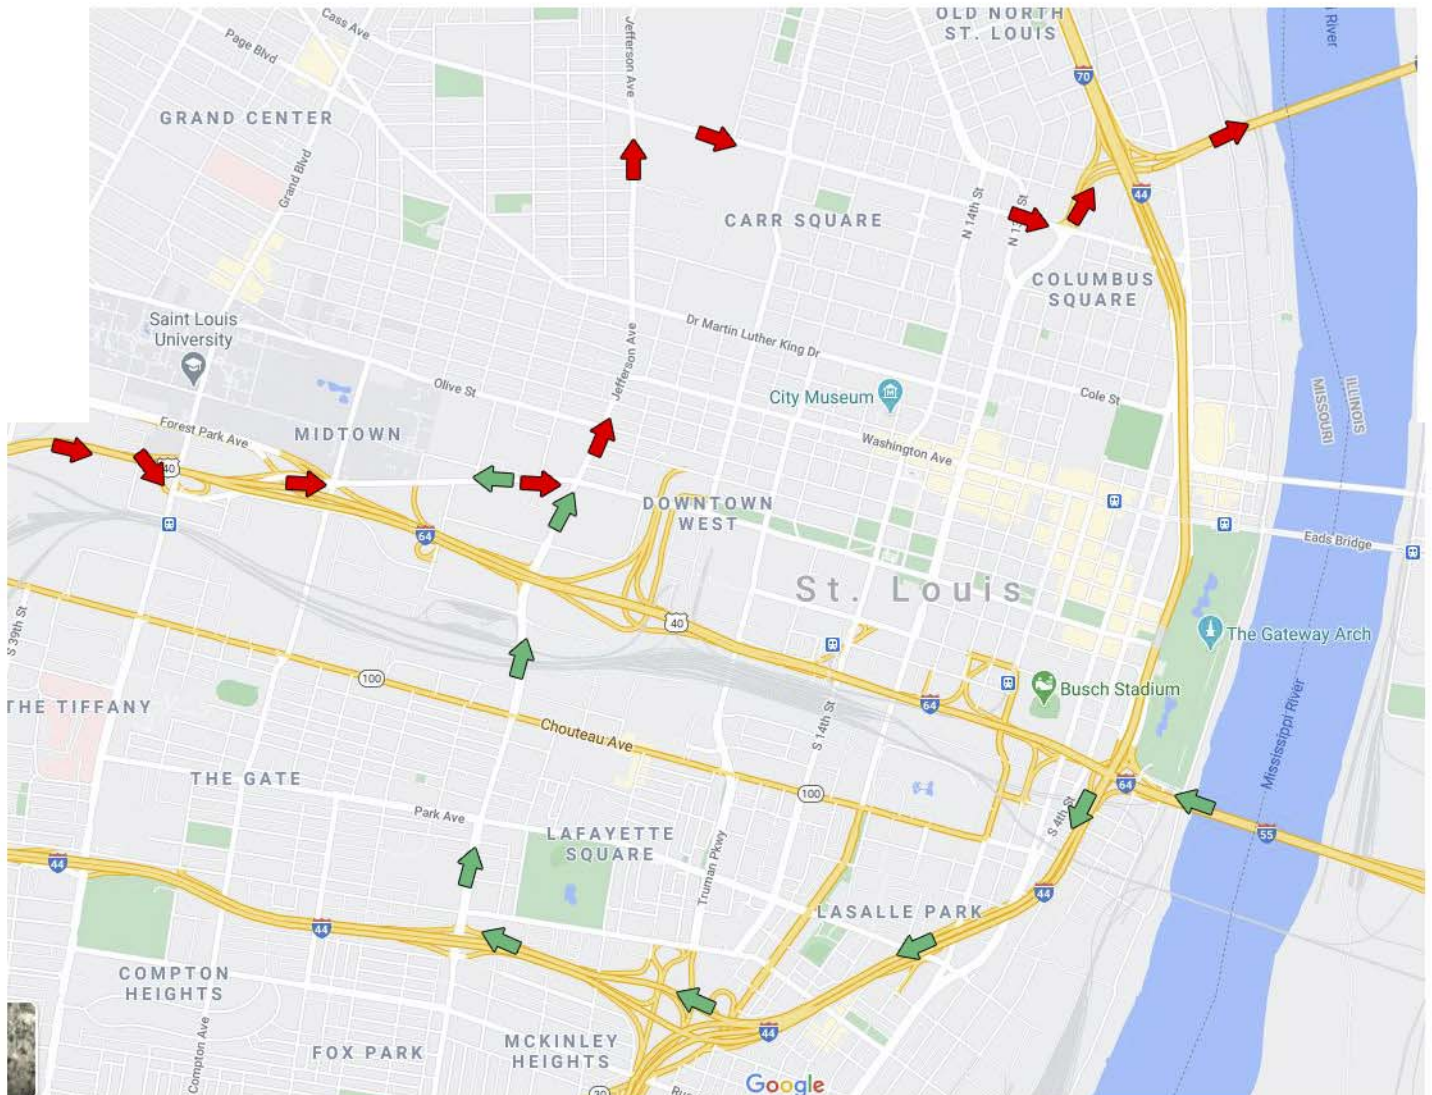 OLD NORTH
ST. LOUIS
River
Cass Ave
Page Blvd
Jefferson Ave
70
GRAND CENTER
Grand Blvd
44
CARR SQUARE
N 14th St
St
COLUMBUS
SQUARE
Saint Louis
University
Dr Martin Luther King Dr
Jefferson Ave
Olive St
City Museum
Cole St
MISSOURI
ILLINOIS
Forest Park Ave
MIDTOWN
Washington Ave
40
DOWNTOWN
WEST
64
Eads Bridge
St. Louis
S 39th St
40
The Gateway Arch
100
THE TIFFANY
64
Busch Stadium
Chouteau Ave
S 14th St
Mississippi River
THE GATE
100
64
Park Ave
S 4th St
55
LAFAYETTE
SQUARE
Truman Pkwy
44
44
44
LASALLE PARK
COMPTON
HEIGHTS
Compton Ave
FOX PARK
MCKINLEY
HEIGHTS
44
30
Google